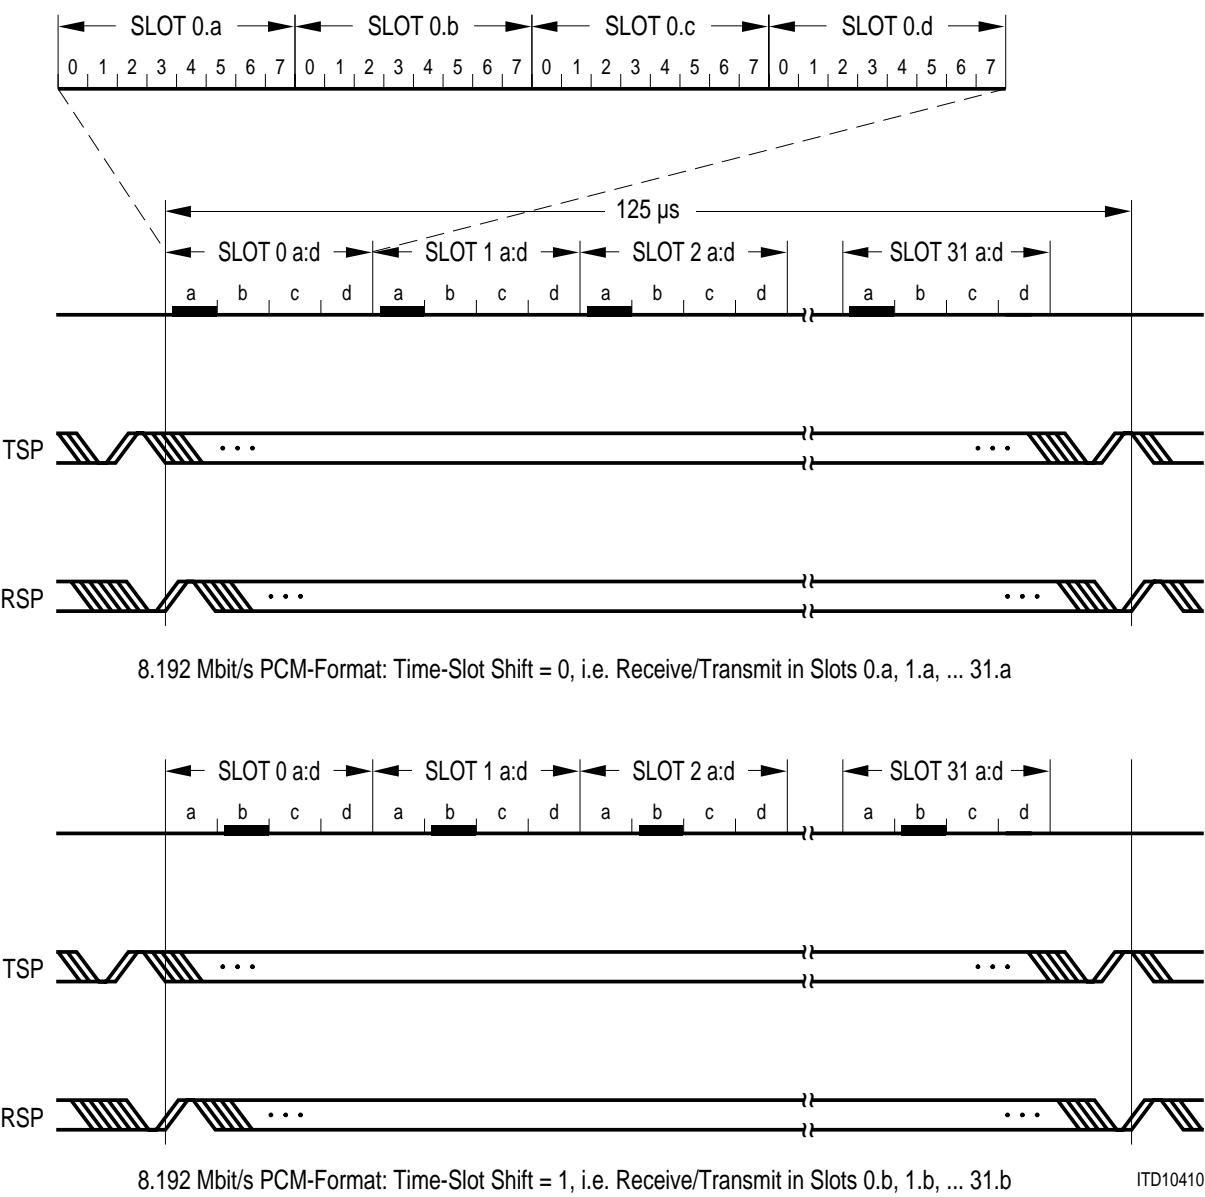 SLOT 0.a SLOT 0.b SLOT 0.c SLOT 0.d
0 1 2 3 4 5 6 7 0 1 2 3 4 5 6 7 0 1 2 3 4 5 6 7 0 1 2 3 4 5 6 7
125 µs
SLOT 0 a:d SLOT 1 a:d SLOT 2 a:d SLOT 31 a:d
a b c d a b c d a b c d a b c d
TSP
RSP
8.192 Mbit/s PCM-Format: Time-Slot Shift = 0, i.e. Receive/Transmit in Slots 0.a, 1.a, ... 31.a
SLOT 0 a:d SLOT 1 a:d SLOT 2 a:d SLOT 31 a:d
a b c d a b c d a b c d a b c d
TSP
RSP
8.192 Mbit/s PCM-Format: Time-Slot Shift = 1, i.e. Receive/Transmit in Slots 0.b, 1.b, ... 31.b
ITD10410